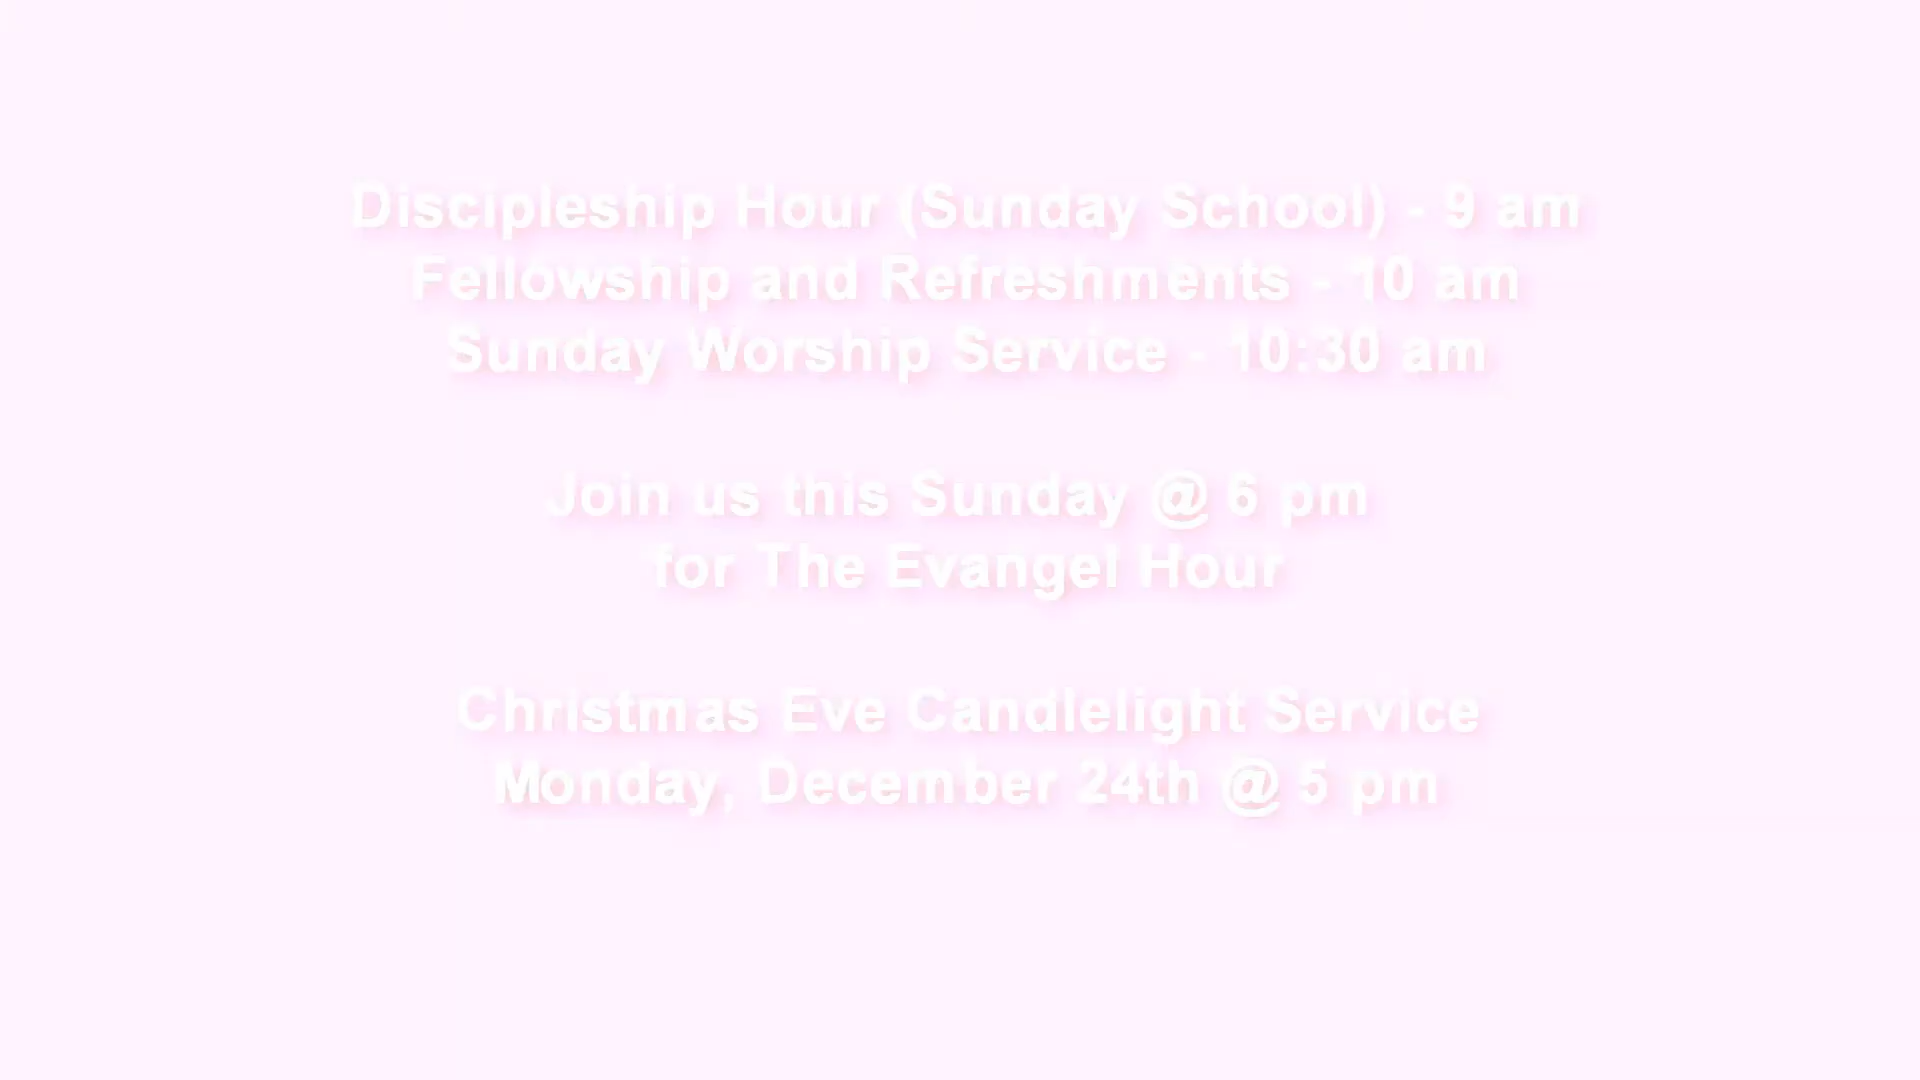 Discipleship Hour (Sunday School) - 9 am
Fellowship and Refreshments - 10 am
Sunday Worship Service - 10:30 am
Join us this Sunday @ 6 pm
for The Evangel Hour
Christmas Eve Candlelight Service
Monday, December 24th @ 5 pm